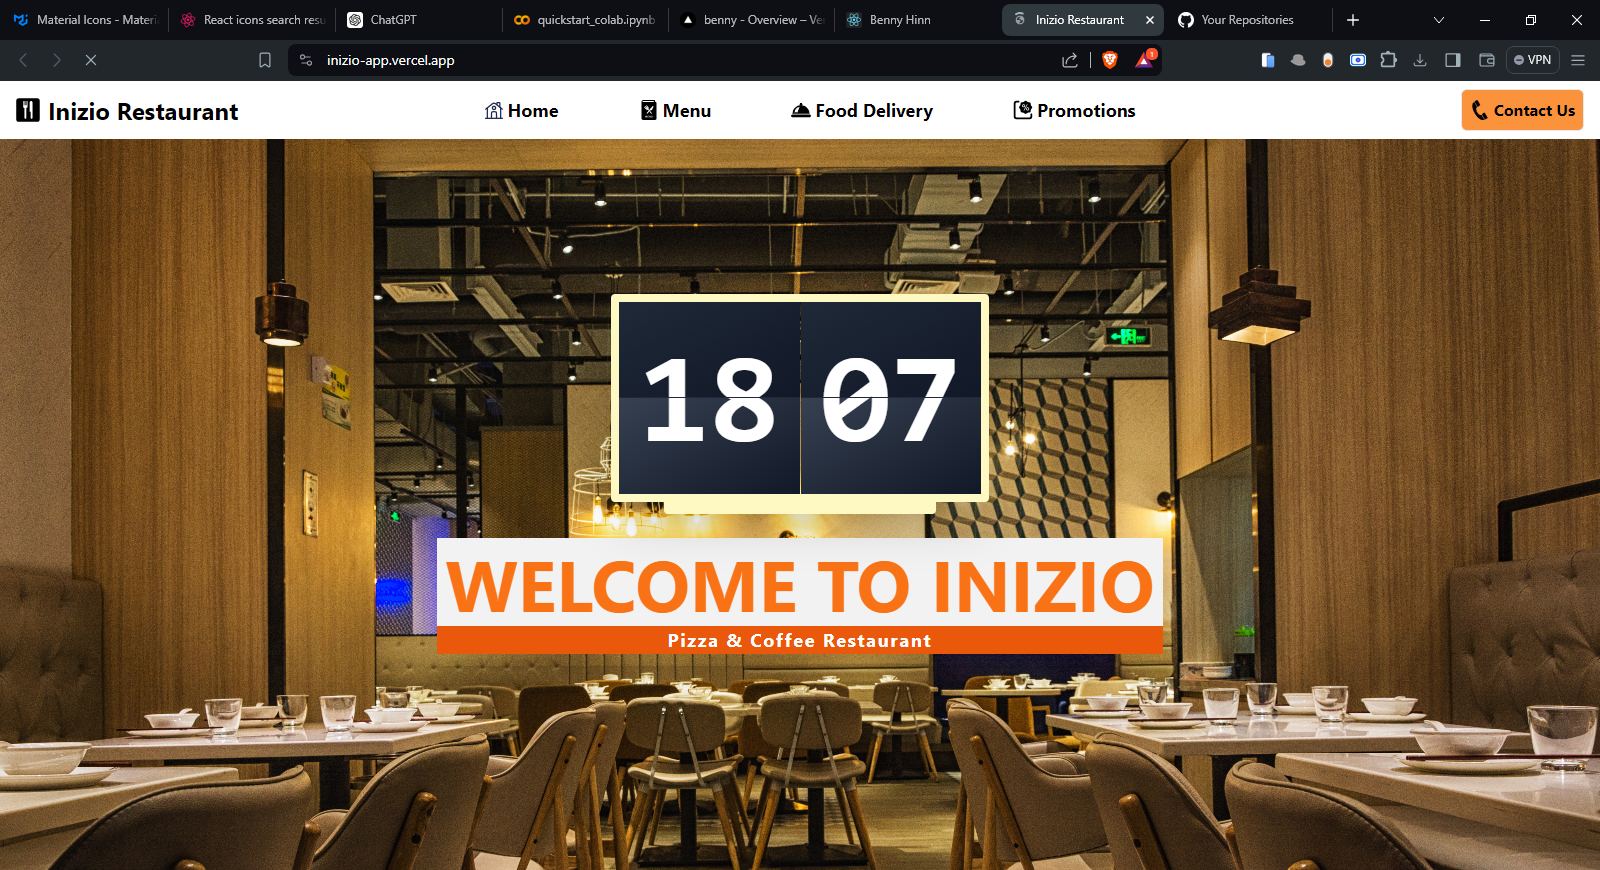 Material Icons - Materi
React icons search resu
ChatGPT
quickstart_colab.ipynb
benny - Overview – Ve
Benny Hinn
Inizio Restaurant
Your Repositories
inizio-app.vercel.app
1
VPN
Inizio Restaurant
Home
Menu
Food Delivery
Promotions
Contact Us
18 07
WELCOME TO INIZIO
Pizza & Coffee Restaurant